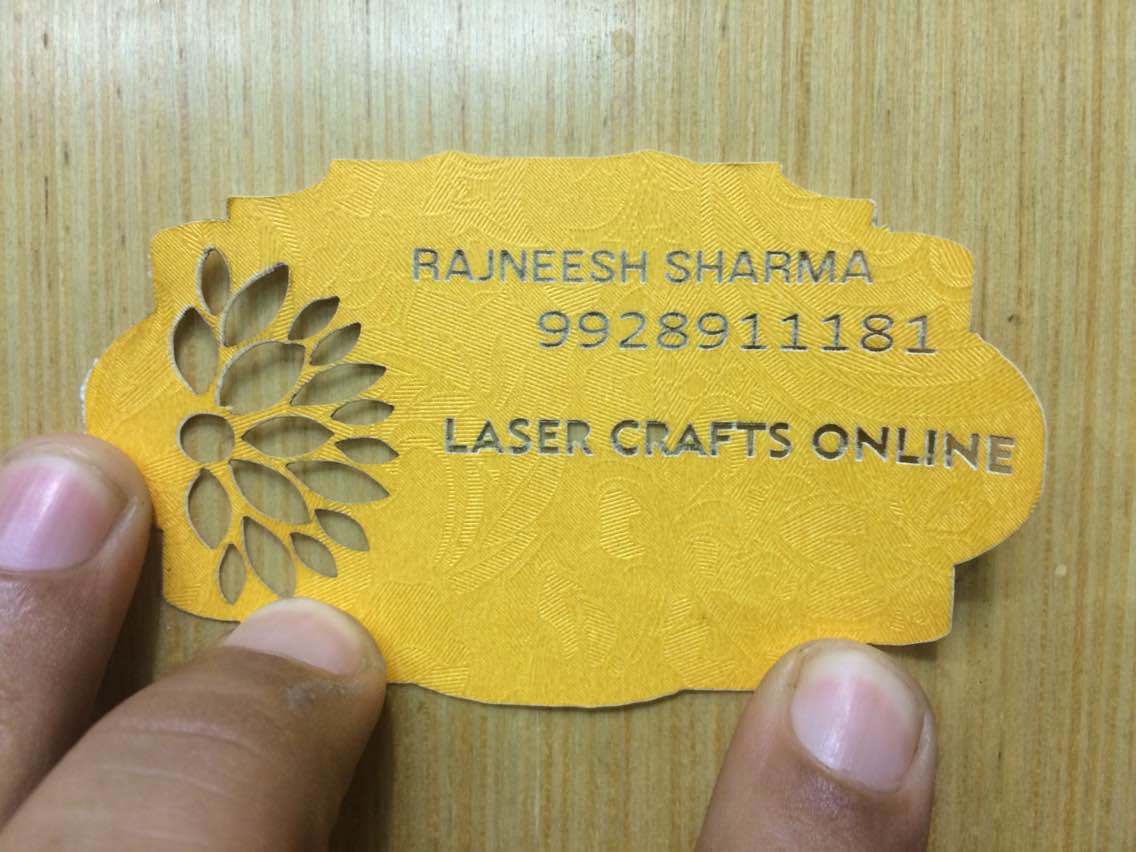 RAJNEESH SHARMA
9928911181
LASER CRAFTS ONLINE